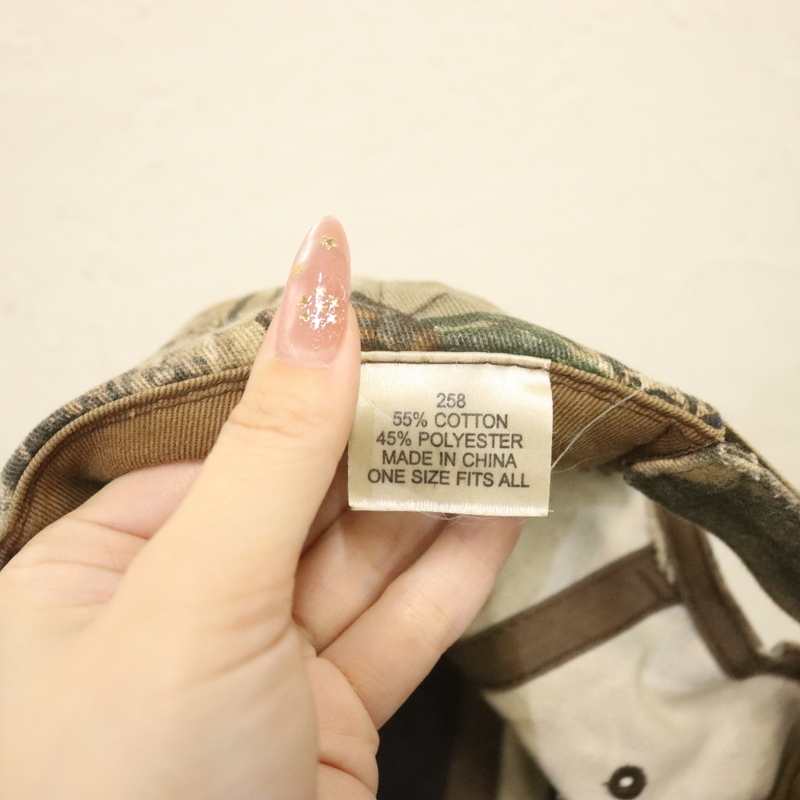 258
55% COTTON
45% POLYESTER
MADE IN CHINA
ONE SIZE FITS ALL